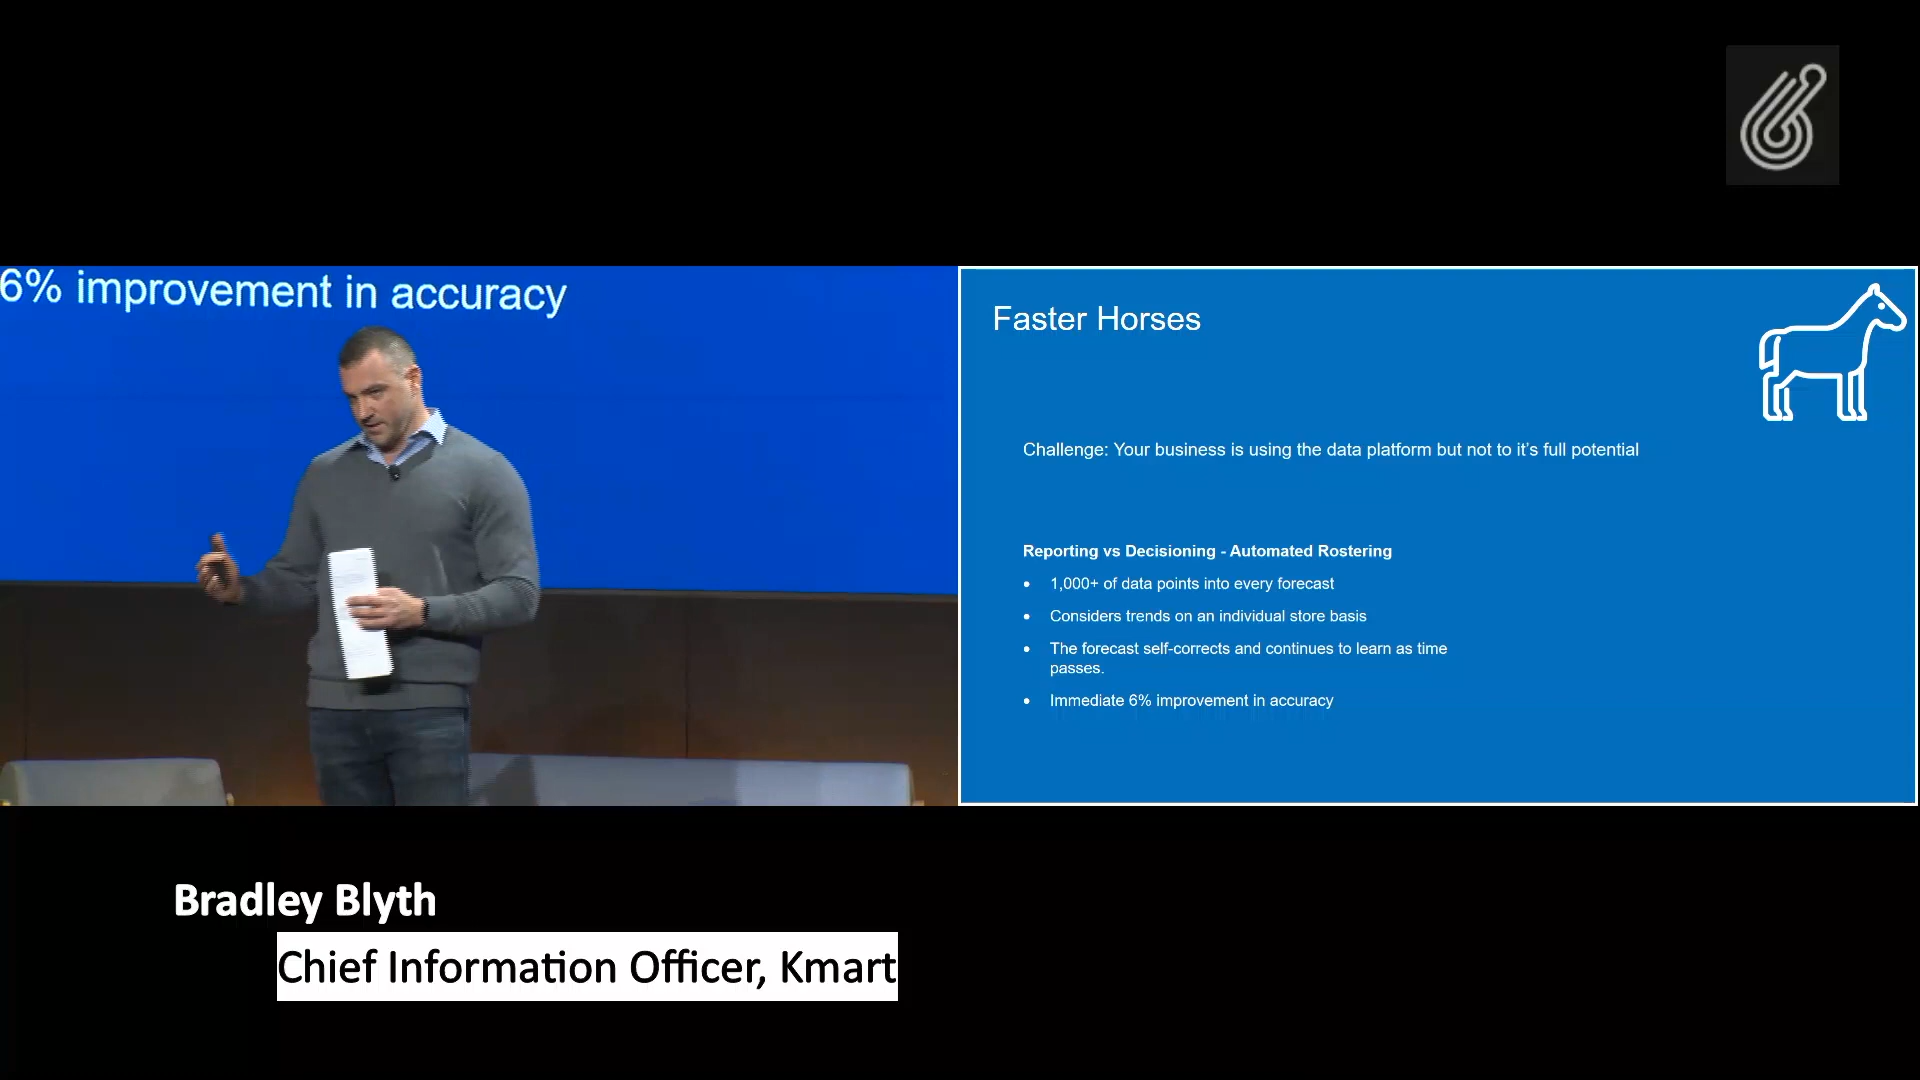 6% improvement in accuracy
Faster Horses
Challenge: Your business is using the data platform but not to it’s full potential
Reporting vs Decisioning - Automated Rostering
• 1,000+ of data points into every forecast
• Considers trends on an individual store basis
• The forecast self-corrects and continues to learn as time
passes.
• Immediate 6% improvement in accuracy
Bradley Blyth
Chief Information Officer, Kmart